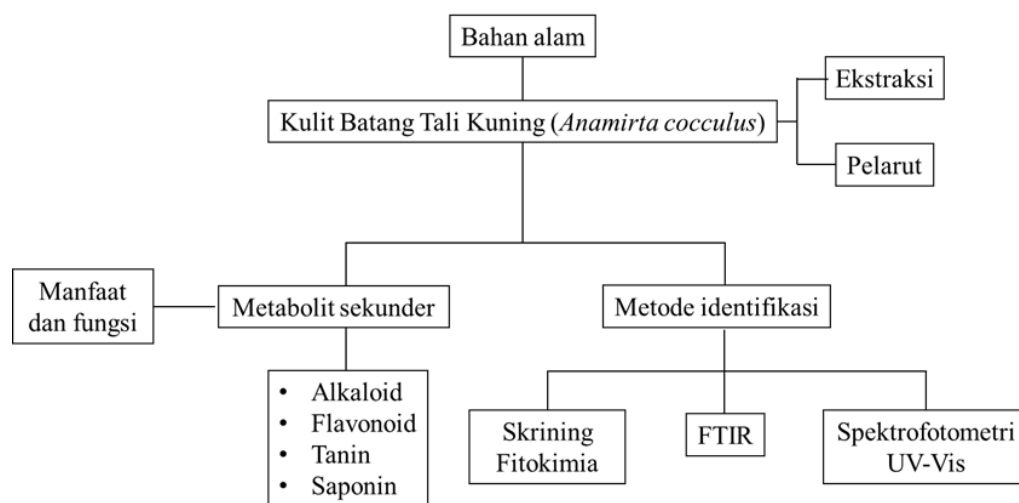 Bahan alam
Ekstraksi
Kulit Batang Tali Kuning (Anamirta cocculus)
Pelarut
Manfaat
dan fungsi
Metabolit sekunder
Metode identifikasi
• Alkaloid
• Flavonoid
• Tanin
• Saponin
Skrining
Fitokimia
FTIR
Spektrofotometri
UV-Vis